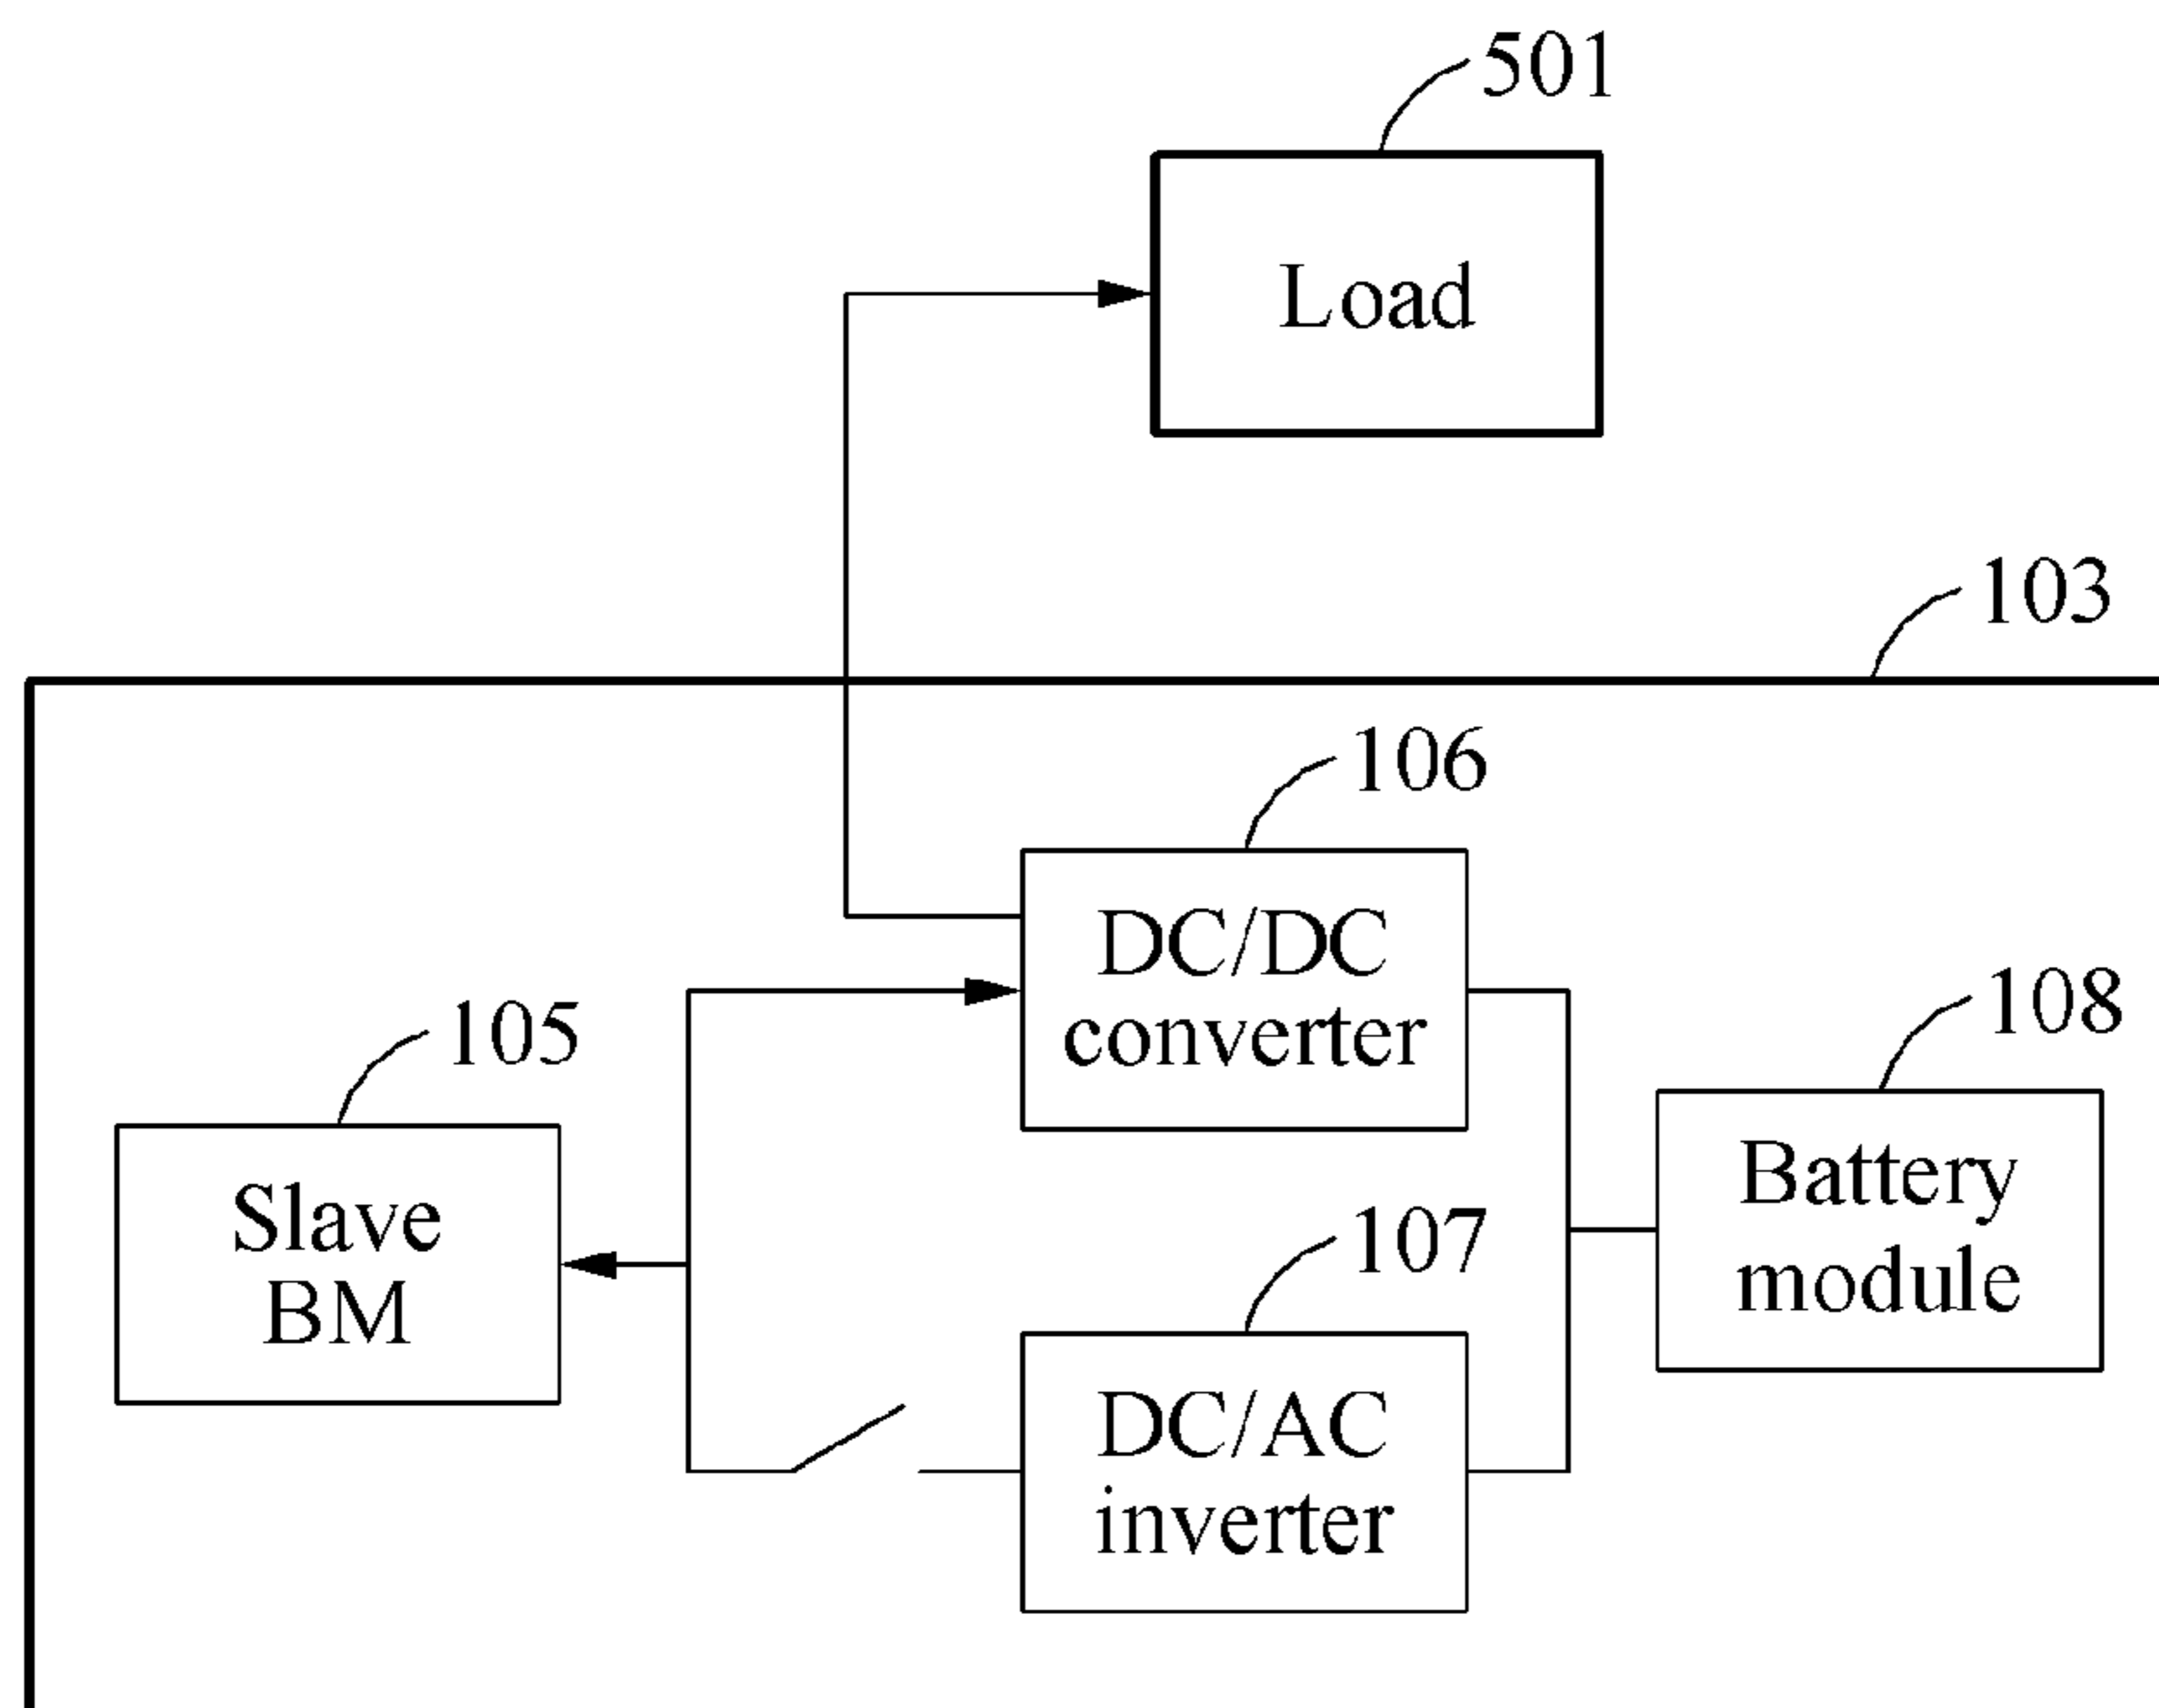 501
Load
103
106
DC/DC
converter
108
105
Battery
module
Slave
BM
107
DC/AC
inverter